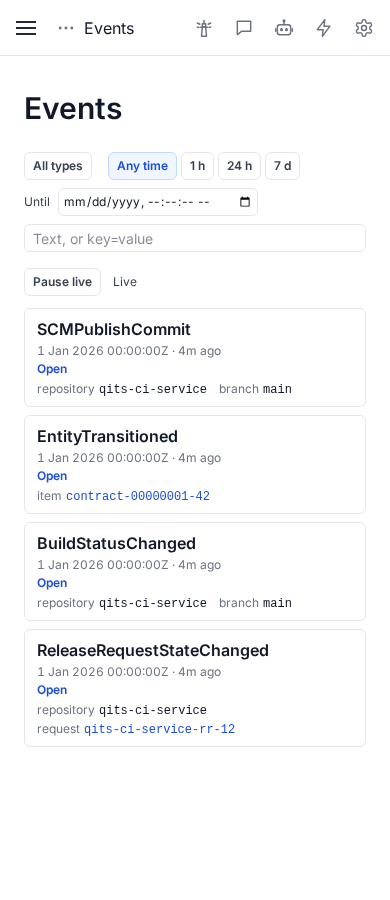 Events
Events
All types Any time 1 h 24 h 7 d
Until mm/dd/yyyy, --:--:-- --
Text, or key=value
Pause live Live
SCMPublishCommit
1 Jan 2026 00:00:00Z · 4m ago
Open
repository qits-ci-service branch main
EntityTransitioned
1 Jan 2026 00:00:00Z · 4m ago
Open
item contract-00000001-42
BuildStatusChanged
1 Jan 2026 00:00:00Z · 4m ago
Open
repository qits-ci-service branch main
ReleaseRequestStateChanged
1 Jan 2026 00:00:00Z · 4m ago
Open
repository qits-ci-service
request qits-ci-service-rr-12